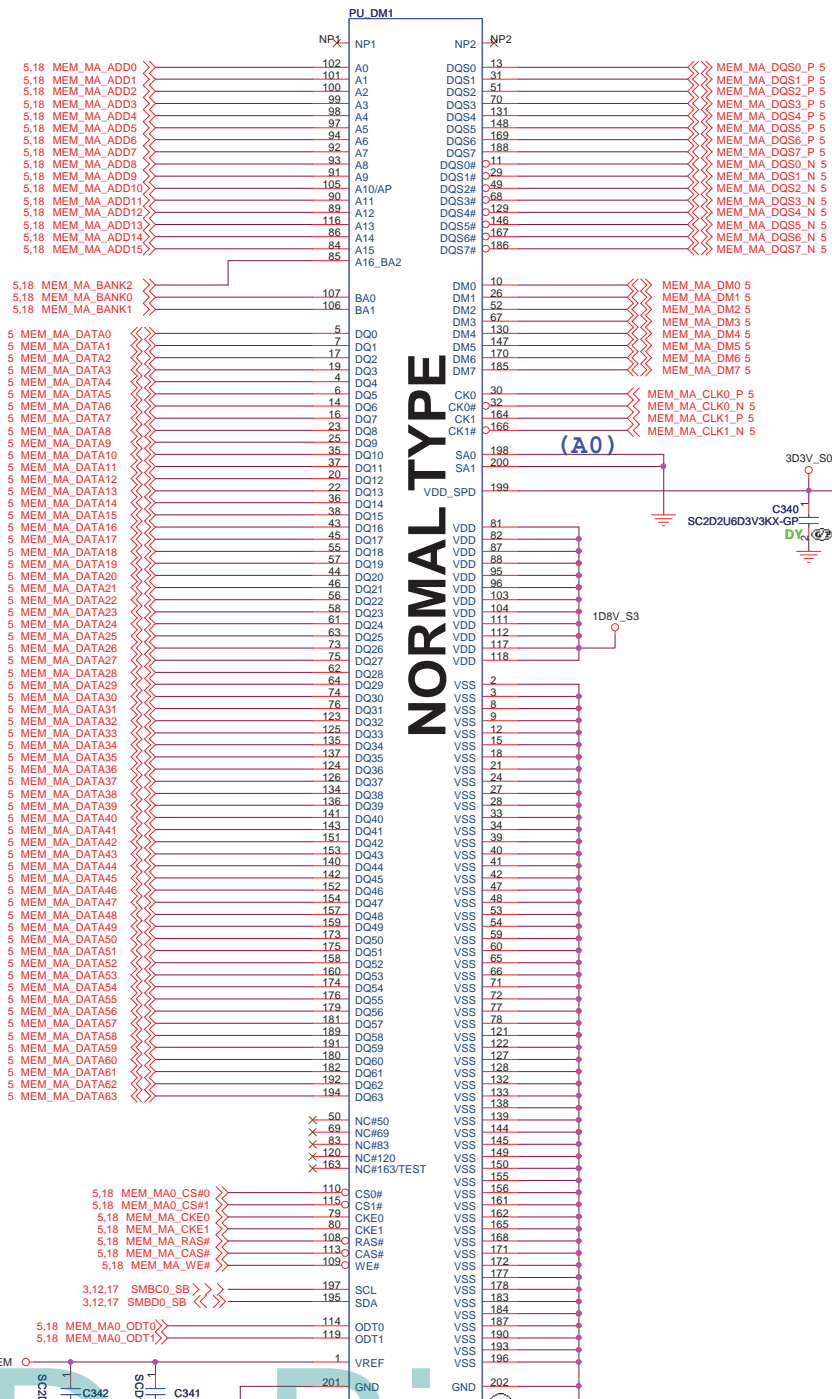 PU_DM1
NP1 NP1
5,18 MEM_MA_ADD0 102 A0
5,18 MEM_MA_ADD1 101 A1
5,18 MEM_MA_ADD2 100 A2
5,18 MEM_MA_ADD3 99 A3
5,18 MEM_MA_ADD4 98 A4
5,18 MEM_MA_ADD5 97 A5
5,18 MEM_MA_ADD6 94 A6
5,18 MEM_MA_ADD7 92 A7
5,18 MEM_MA_ADD8 93 A8
5,18 MEM_MA_ADD9 91 A9
5,18 MEM_MA_ADD10 105 A10/AP
5,18 MEM_MA_ADD11 90 A11
5,18 MEM_MA_ADD12 89 A12
5,18 MEM_MA_ADD13 116 A13
5,18 MEM_MA_ADD14 86 A14
5,18 MEM_MA_ADD15 84 A15
85 A16_BA2
5,18 MEM_MA_BANK2
5,18 MEM_MA_BANK0 107 BA0
5,18 MEM_MA_BANK1 106 BA1
5 MEM_MA_DATA0 5 DQ0
5 MEM_MA_DATA1 7 DQ1
5 MEM_MA_DATA2 17 DQ2
5 MEM_MA_DATA3 19 DQ3
5 MEM_MA_DATA4 4 DQ4
5 MEM_MA_DATA5 6 DQ5
5 MEM_MA_DATA6 14 DQ6
5 MEM_MA_DATA7 16 DQ7
5 MEM_MA_DATA8 23 DQ8
5 MEM_MA_DATA9 25 DQ9
5 MEM_MA_DATA10 35 DQ10
5 MEM_MA_DATA11 37 DQ11
5 MEM_MA_DATA12 20 DQ12
5 MEM_MA_DATA13 22 DQ13
5 MEM_MA_DATA14 36 DQ14
5 MEM_MA_DATA15 38 DQ15
5 MEM_MA_DATA16 43 DQ16
5 MEM_MA_DATA17 45 DQ17
5 MEM_MA_DATA18 55 DQ18
5 MEM_MA_DATA19 57 DQ19
5 MEM_MA_DATA20 44 DQ20
5 MEM_MA_DATA21 46 DQ21
5 MEM_MA_DATA22 56 DQ22
5 MEM_MA_DATA23 58 DQ23
5 MEM_MA_DATA24 61 DQ24
5 MEM_MA_DATA25 63 DQ25
5 MEM_MA_DATA26 73 DQ26
5 MEM_MA_DATA27 75 DQ27
5 MEM_MA_DATA28 62 DQ28
5 MEM_MA_DATA29 64 DQ29
5 MEM_MA_DATA30 74 DQ30
5 MEM_MA_DATA31 76 DQ31
5 MEM_MA_DATA32 123 DQ32
5 MEM_MA_DATA33 125 DQ33
5 MEM_MA_DATA34 135 DQ34
5 MEM_MA_DATA35 137 DQ35
5 MEM_MA_DATA36 124 DQ36
5 MEM_MA_DATA37 126 DQ37
5 MEM_MA_DATA38 134 DQ38
5 MEM_MA_DATA39 136 DQ39
5 MEM_MA_DATA40 141 DQ40
5 MEM_MA_DATA41 143 DQ41
5 MEM_MA_DATA42 151 DQ42
5 MEM_MA_DATA43 153 DQ43
5 MEM_MA_DATA44 140 DQ44
5 MEM_MA_DATA45 142 DQ45
5 MEM_MA_DATA46 152 DQ46
5 MEM_MA_DATA47 154 DQ47
5 MEM_MA_DATA48 157 DQ48
5 MEM_MA_DATA49 159 DQ49
5 MEM_MA_DATA50 173 DQ50
5 MEM_MA_DATA51 175 DQ51
5 MEM_MA_DATA52 158 DQ52
5 MEM_MA_DATA53 160 DQ53
5 MEM_MA_DATA54 174 DQ54
5 MEM_MA_DATA55 176 DQ55
5 MEM_MA_DATA56 179 DQ56
5 MEM_MA_DATA57 181 DQ57
5 MEM_MA_DATA58 189 DQ58
5 MEM_MA_DATA59 191 DQ59
5 MEM_MA_DATA60 180 DQ60
5 MEM_MA_DATA61 182 DQ61
5 MEM_MA_DATA62 192 DQ62
5 MEM_MA_DATA63 194 DQ63
50 NC#50
69 NC#69
83 NC#83
120 NC#120
163 NC#163/TEST
5,18 MEM_MA0_CS#0 110 CS0#
5,18 MEM_MA0_CS#1 115 CS1#
5,18 MEM_MA_CKE0 79 CKE0
5,18 MEM_MA_CKE1 80 CKE1
5,18 MEM_MA_RAS# 108 RAS#
5,18 MEM_MA_CAS# 113 CAS#
5,18 MEM_MA_WE# 109 WE#
3,12,17 SMBC0_SB 197 SCL
3,12,17 SMBD0_SB 195 SDA
5,18 MEM_MA0_ODT0 114 ODT0
5,18 MEM_MA0_ODT1 119 ODT1
1 VREF
201 GND
1 C342
1 C341
NORMAL TYPE
NP2 NP2
DQS0 13 MEM_MA_DQS0_P 5
DQS1 31 MEM_MA_DQS1_P 5
DQS2 51 MEM_MA_DQS2_P 5
DQS3 70 MEM_MA_DQS3_P 5
DQS4 131 MEM_MA_DQS4_P 5
DQS5 148 MEM_MA_DQS5_P 5
DQS6 169 MEM_MA_DQS6_P 5
DQS7 188 MEM_MA_DQS7_P 5
DQS0# 11 MEM_MA_DQS0_N 5
DQS1# 29 MEM_MA_DQS1_N 5
DQS2# 49 MEM_MA_DQS2_N 5
DQS3# 68 MEM_MA_DQS3_N 5
DQS4# 129 MEM_MA_DQS4_N 5
DQS5# 146 MEM_MA_DQS5_N 5
DQS6# 167 MEM_MA_DQS6_N 5
DQS7# 186 MEM_MA_DQS7_N 5
DM0 10 MEM_MA_DM0 5
DM1 26 MEM_MA_DM1 5
DM2 52 MEM_MA_DM2 5
DM3 67 MEM_MA_DM3 5
DM4 130 MEM_MA_DM4 5
DM5 147 MEM_MA_DM5 5
DM6 170 MEM_MA_DM6 5
DM7 185 MEM_MA_DM7 5
CK0 30 MEM_MA_CLK0_P 5
CK0# 32 MEM_MA_CLK0_N 5
CK1 164 MEM_MA_CLK1_P 5
CK1# 166 MEM_MA_CLK1_N 5
(A0)
SA0 198
SA1 200
3D3V_S0
VDD_SPD 199
C340 1
SC2D2U6D3V3KX-GP
DY 2
VDD 81
VDD 82
VDD 87
VDD 88
VDD 95
VDD 96
VDD 103
VDD 104
VDD 111
VDD 112
VDD 117
VDD 118
1D8V_S3
VSS 2
VSS 3
VSS 8
VSS 9
VSS 12
VSS 15
VSS 18
VSS 21
VSS 24
VSS 27
VSS 28
VSS 33
VSS 34
VSS 39
VSS 40
VSS 41
VSS 42
VSS 47
VSS 48
VSS 53
VSS 54
VSS 59
VSS 60
VSS 65
VSS 66
VSS 71
VSS 72
VSS 77
VSS 78
VSS 121
VSS 122
VSS 127
VSS 128
VSS 132
VSS 133
VSS 138
VSS 139
VSS 144
VSS 145
VSS 149
VSS 150
VSS 155
VSS 156
VSS 161
VSS 162
VSS 165
VSS 168
VSS 171
VSS 172
VSS 177
VSS 178
VSS 183
VSS 184
VSS 187
VSS 190
VSS 193
VSS 196
GND 202